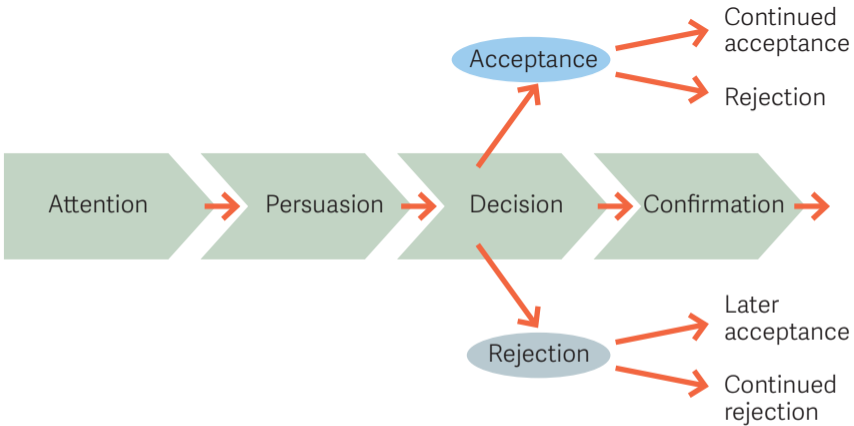 Continued
acceptance
Acceptance
Rejection
Attention
Persuasion
Decision
Confirmation
Later
acceptance
Rejection
Continued
rejection